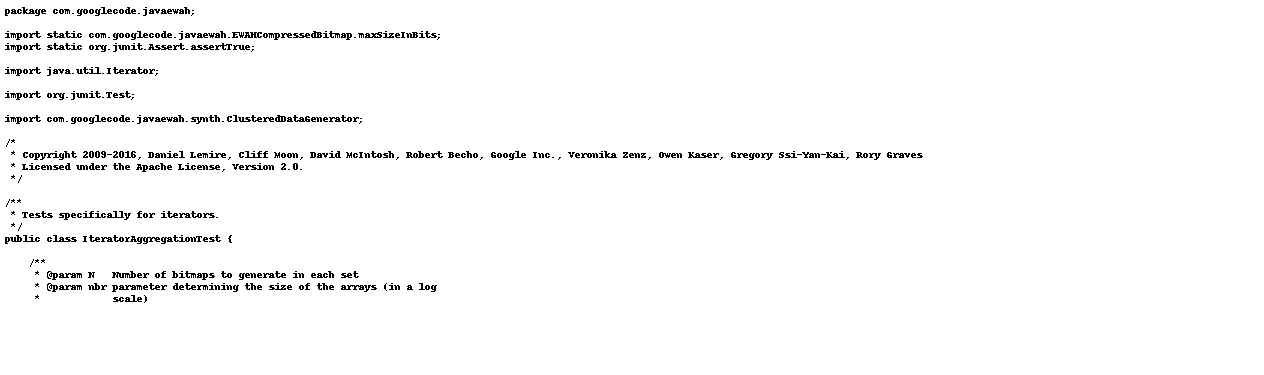 package com.googlecode.javaewah;
import static com.googlecode.javaewah.EWAHCompressedBitmap.maxSizeInBits;
import static org.junit.Assert.assertTrue;
import java.util.Iterator;
import org.junit.Test;
import com.googlecode.javaewah.synth.ClusteredDataGenerator;
/*
 * Copyright 2009-2016, Daniel Lemire, Cliff Moon, David McIntosh, Robert Becho, Google Inc., Veronika Zenz, Owen Kaser, Gregory Ssi-Yan-Kai, Rory Graves
 * Licensed under the Apache License, Version 2.0.
 */
/**
 * Tests specifically for iterators.
 */
public class IteratorAggregationTest {
    /**
     * @param N   Number of bitmaps to generate in each set
     * @param nbr parameter determining the size of the arrays (in a log
     *            scale)